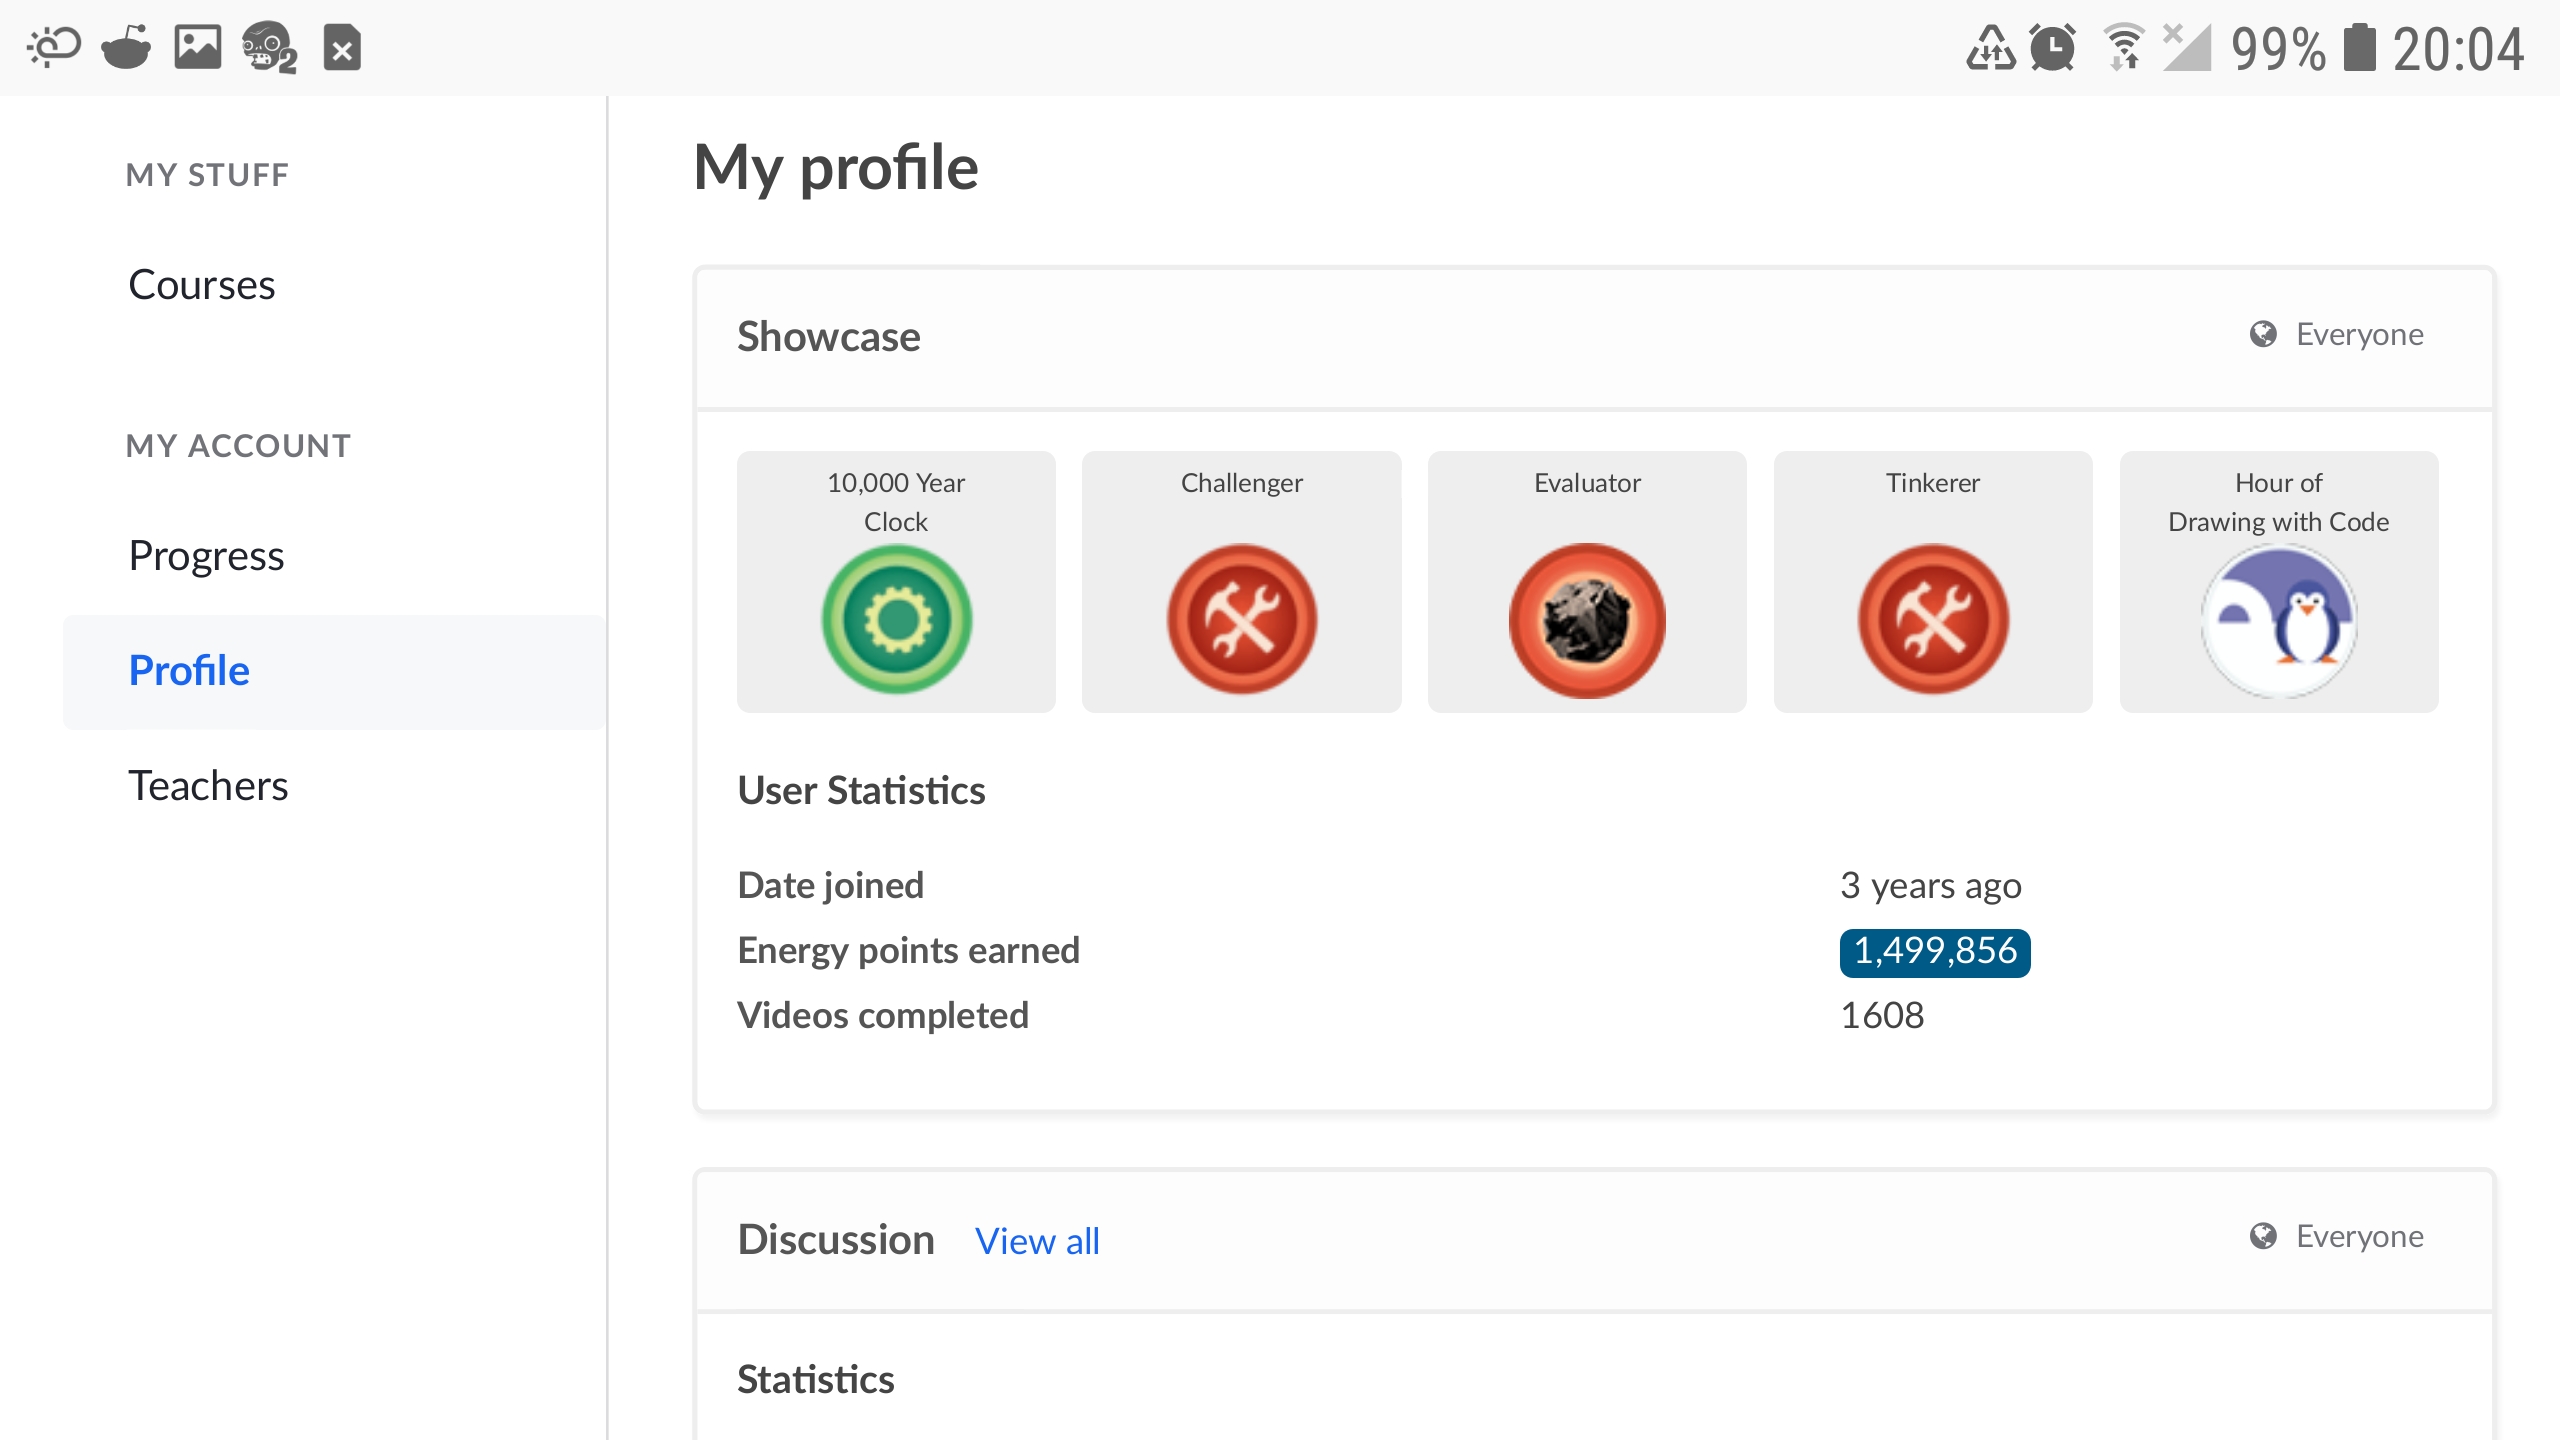 99% 20:04
MY STUFF
Courses
MY ACCOUNT
Progress
Profile
Teachers
My profile
Showcase
Everyone
10,000 Year
Clock
Challenger
Evaluator
Tinkerer
Hour of
Drawing with Code
User Statistics
Date joined 3 years ago
Energy points earned 1,499,856
Videos completed 1608
Discussion View all
Everyone
Statistics